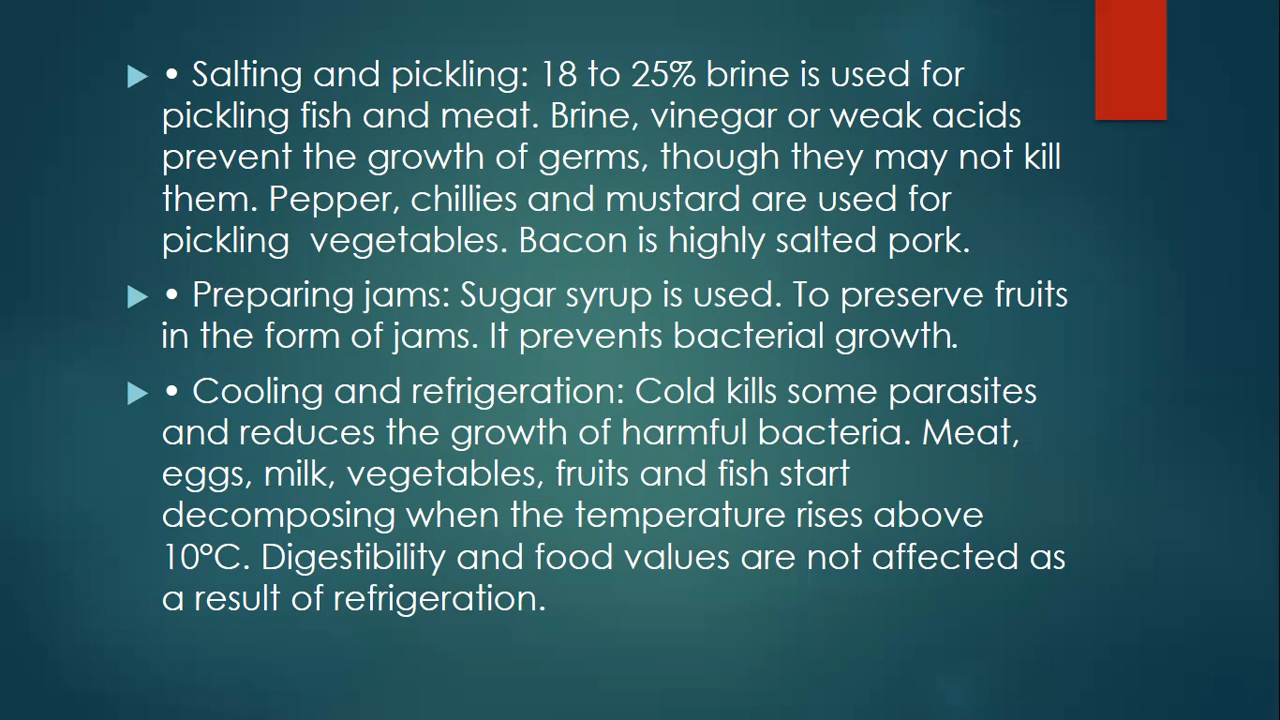 • Salting and pickling: 18 to 25% brine is used for
pickling fish and meat. Brine, vinegar or weak acids
prevent the growth of germs, though they may not kill
them. Pepper, chillies and mustard are used for
pickling  vegetables. Bacon is highly salted pork.
• Preparing jams: Sugar syrup is used. To preserve fruits
in the form of jams. It prevents bacterial growth.
• Cooling and refrigeration: Cold kills some parasites
and reduces the growth of harmful bacteria. Meat,
eggs, milk, vegetables, fruits and fish start
decomposing when the temperature rises above
10°C. Digestibility and food values are not affected as
a result of refrigeration.